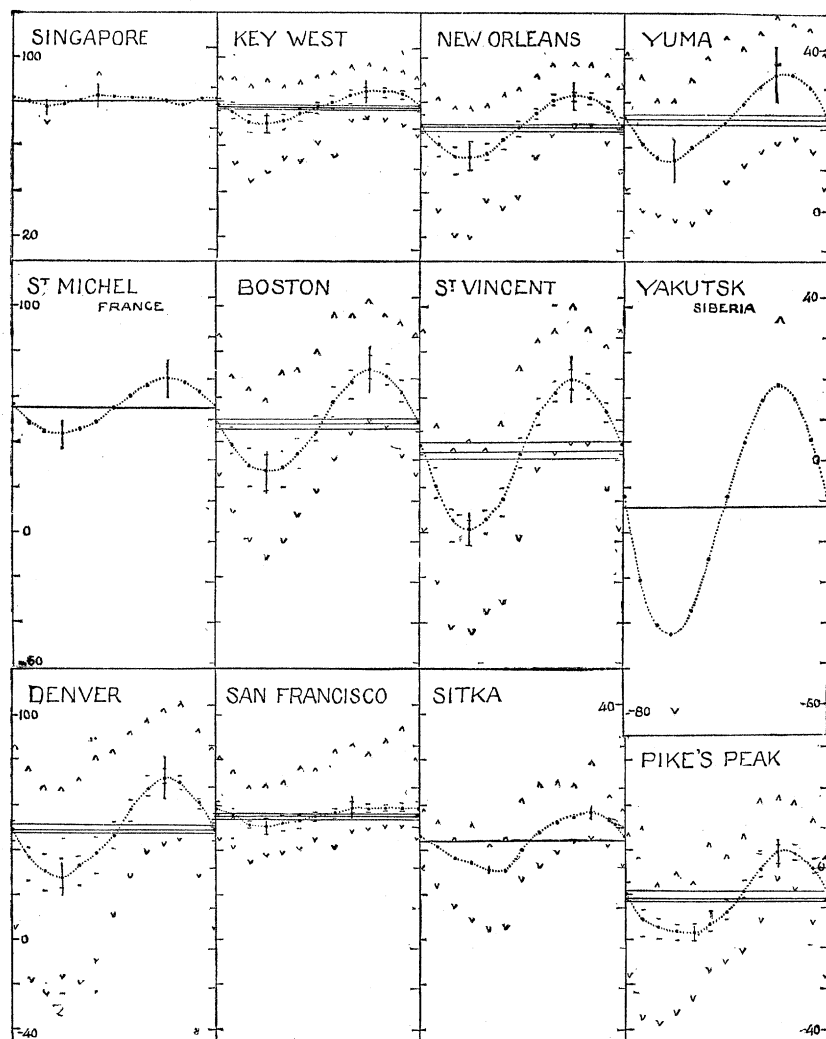 SINGAPORE
KEY WEST
NEW ORLEANS
YUMA
100
40
20
0
ST MICHEL
FRANCE
BOSTON
ST VINCENT
YAKUTSK
SIBERIA
100
40
0
0
-80
-60
DENVER
SAN FRANCISCO
SITKA
40
100
PIKE'S PEAK
0
0
-40
-40